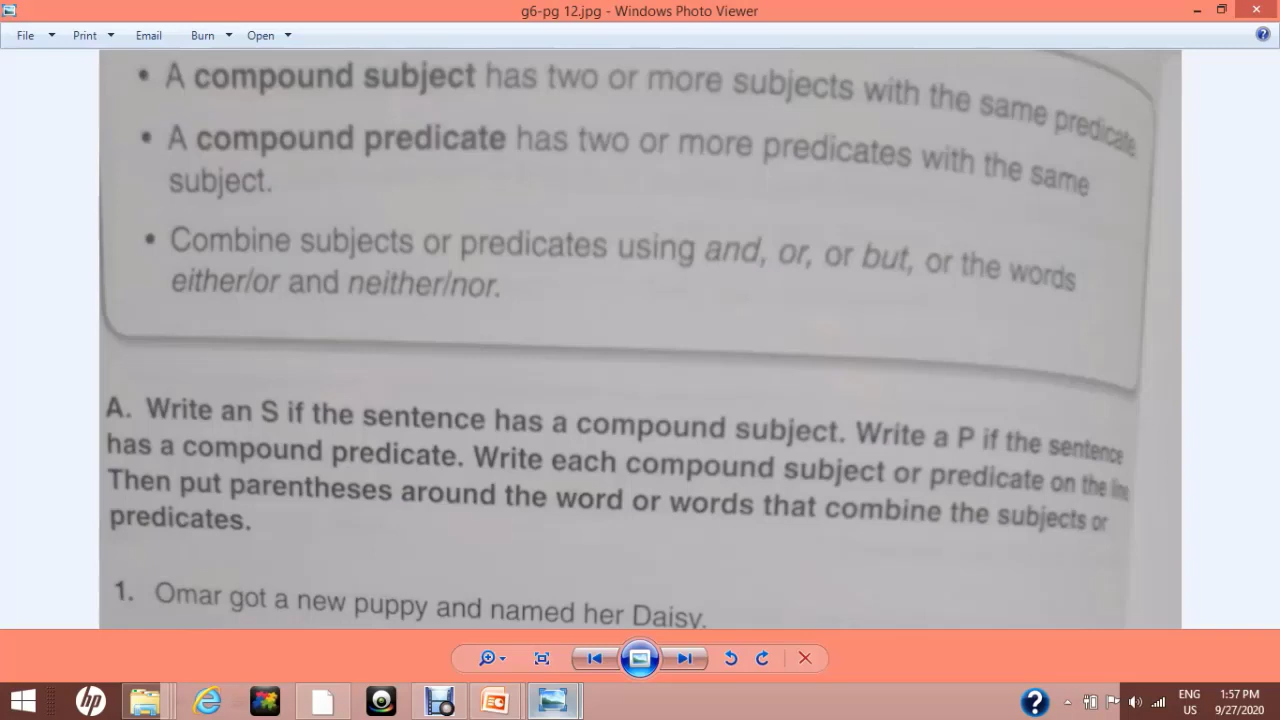 g6-pg 12.jpg - Windows Photo Viewer
File Print Email Burn Open
• A compound subject has two or more subjects with the same predicate
• A compound predicate has two or more predicates with the same
subject.
• Combine subjects or predicates using and, or, or but, or the words
either/or and neither/nor.
A. Write an S if the sentence has a compound subject. Write a P if the sentence
has a compound predicate. Write each compound subject or predicate on the line
Then put parentheses around the word or words that combine the subjects or
predicates.
1. Omar got a new puppy and named her Daisy.
hp
ENG 1:57 PM
US 9/27/2020